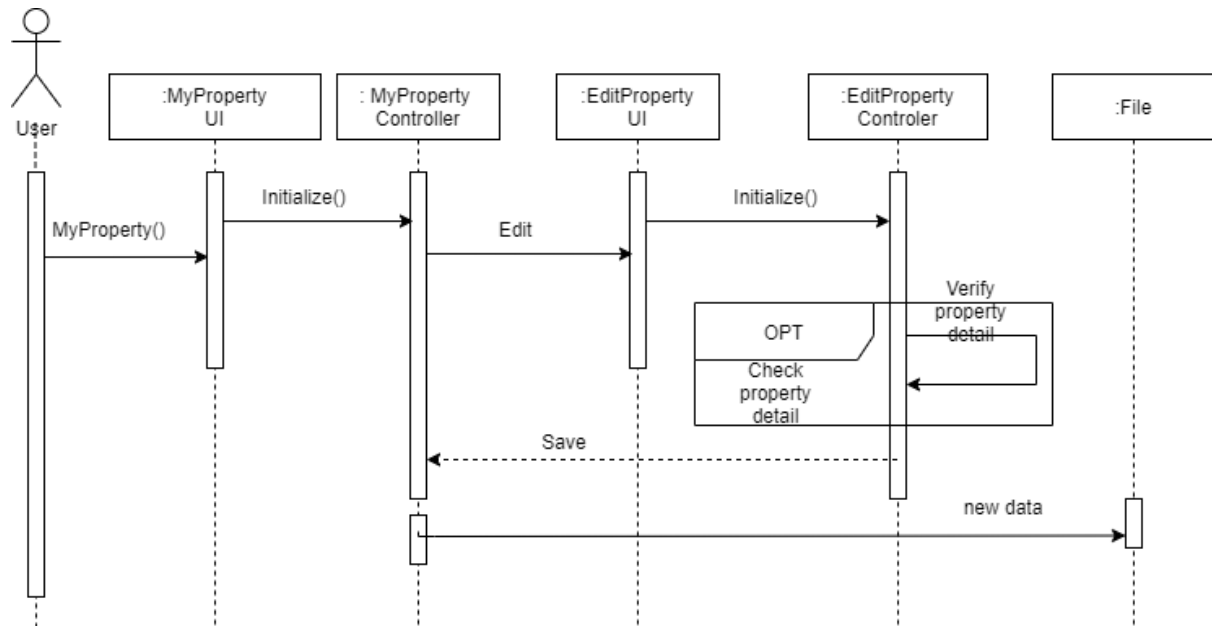 User
:MyProperty
UI
: MyProperty
Controller
:EditProperty
UI
:EditProperty
Controler
:File
Initialize()
Initialize()
MyProperty()
Edit
Verify
property
detail
OPT
Check
property
detail
Save
new data